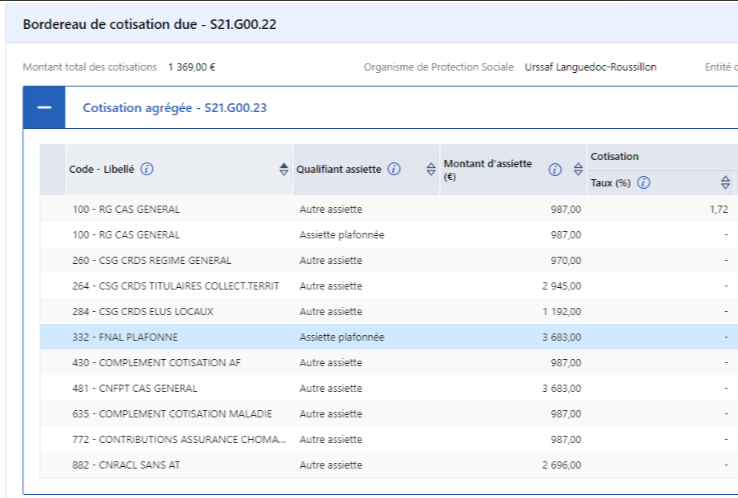 Bordereau de cotisation due - S21.G00.22
Montant total des cotisations 1 369,00 € Organisme de Protection Sociale Urssaf Languedoc-Roussillon Entité
Cotisation agrégée - S21.G00.23
Code - Libellé Qualifiant assiette Montant d'assiette (€) Cotisation
Taux (%)
100 - RG CAS GENERAL Autre assiette 987,00 1,72
100 - RG CAS GENERAL Assiette plafonnée 987,00 -
260 - CSG CRDS REGIME GENERAL Autre assiette 970,00 -
264 - CSG CRDS TITULAIRES COLLECT.TERRIT Autre assiette 2 945,00 -
284 - CSG CRDS ELUS LOCAUX Autre assiette 1 192,00 -
332 - FNAL PLAFONNE Assiette plafonnée 3 683,00 -
430 - COMPLEMENT COTISATION AF Autre assiette 987,00 -
481 - CNFPT CAS GENERAL Autre assiette 3 683,00 -
635 - COMPLEMENT COTISATION MALADIE Autre assiette 987,00 -
772 - CONTRIBUTIONS ASSURANCE CHOMA... Autre assiette 987,00 -
882 - CNRACL SANS AT Autre assiette 2 696,00 -